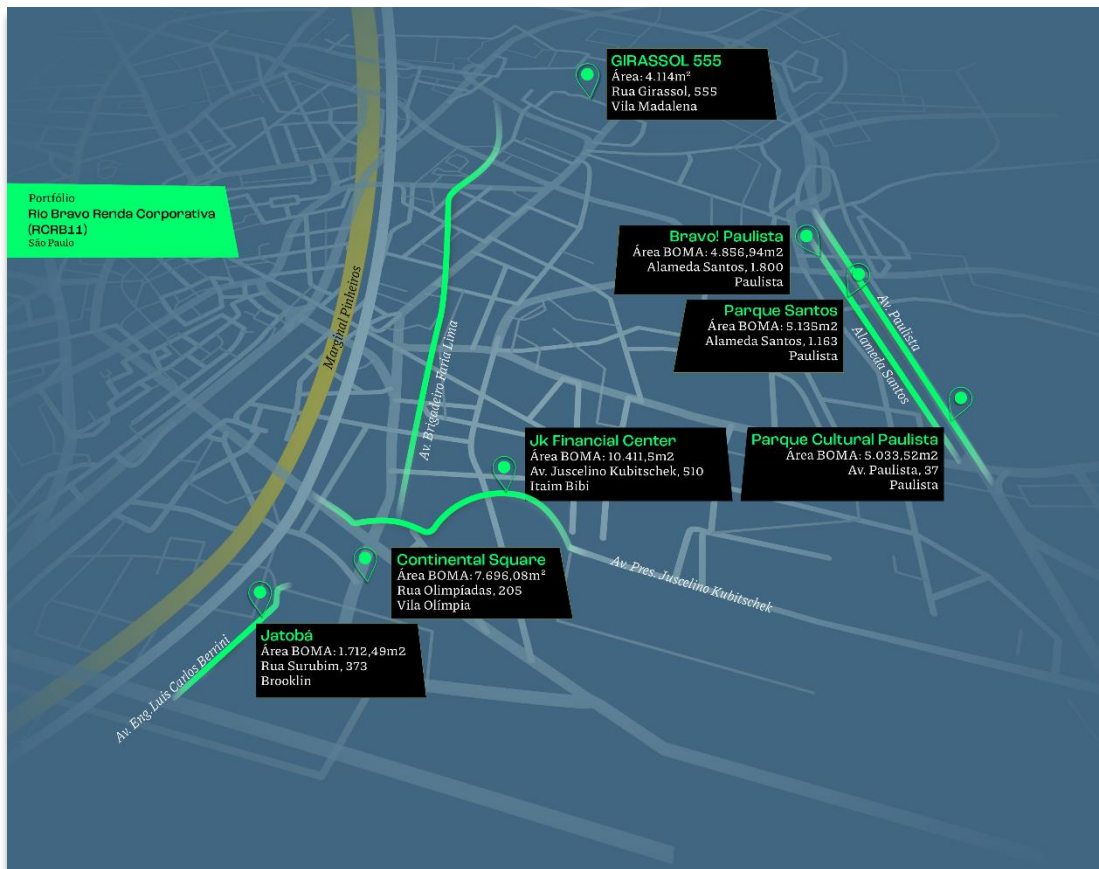 GIRASSOL 555
Área: 4.114m²
Rua Girassol, 555
Vila Madalena
Portfólio
Rio Bravo Renda Corporativa
(RCRB11)
São Paulo
Bravo! Paulista
Área BOMA: 4.856,94m2
Alameda Santos, 1.800
Paulista
Parque Santos
Área BOMA: 5.135m2
Alameda Santos, 1.163
Paulista
Av. Paulista
Alameda Santos
Marginal Pinheiros
Av. Brigadeiro Faria Lima
Jk Financial Center
Área BOMA: 10.411,5m2
Av. Juscelino Kubitschek, 510
Itaim Bibi
Parque Cultural Paulista
Área BOMA: 5.033,52m2
Av. Paulista, 37
Paulista
Continental Square
Área BOMA: 7.696,08m²
Rua Olimpíadas, 205
Vila Olímpia
Av. Pres. Juscelino Kubitschek
Jatobá
Área BOMA: 1.712,49m2
Rua Surubim, 373
Brooklin
Av. Eng. Luis Carlos Berrini